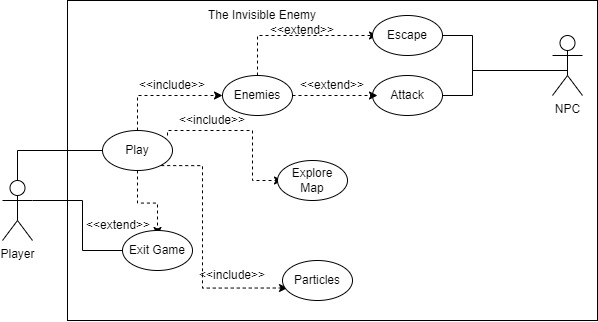 The Invisible Enemy
<<extend>>
Escape
<<include>>
Enemies
<<extend>>
Attack
NPC
<<include>>
Play
Explore
Map
Player
<<extend>>
Exit Game
<<include>>
Particles